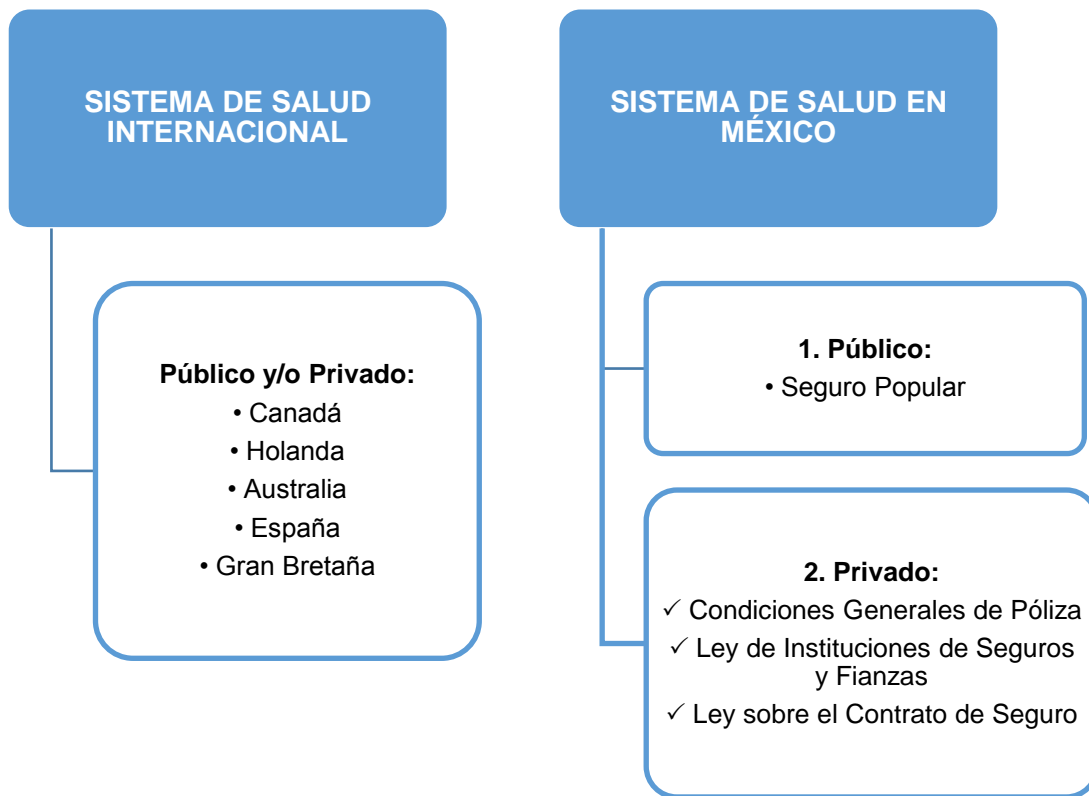 SISTEMA DE SALUD
INTERNACIONAL
Público y/o Privado:
• Canadá
• Holanda
• Australia
• España
• Gran Bretaña
SISTEMA DE SALUD EN
MÉXICO
1. Público:
• Seguro Popular
2. Privado:
✓ Condiciones Generales de Póliza
✓ Ley de Instituciones de Seguros
y Fianzas
✓ Ley sobre el Contrato de Seguro